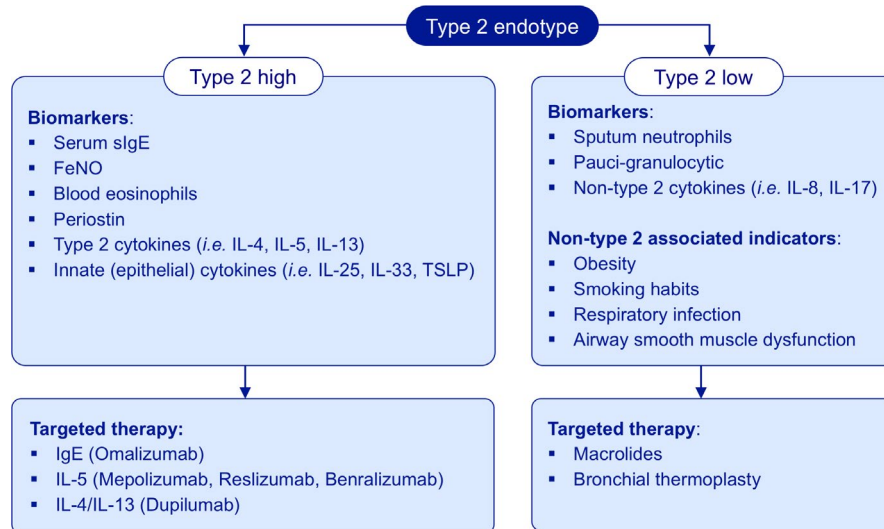 Type 2 endotype
Type 2 high
Biomarkers:
▪ Serum sIgE
▪ FeNO
▪ Blood eosinophils
▪ Periostin
▪ Type 2 cytokines (i.e. IL-4, IL-5, IL-13)
▪ Innate (epithelial) cytokines (i.e. IL-25, IL-33, TSLP)
Targeted therapy:
▪ IgE (Omalizumab)
▪ IL-5 (Mepolizumab, Reslizumab, Benralizumab)
▪ IL-4/IL-13 (Dupilumab)
Type 2 low
Biomarkers:
▪ Sputum neutrophils
▪ Pauci-granulocytic
▪ Non-type 2 cytokines (i.e. IL-8, IL-17)
Non-type 2 associated indicators:
▪ Obesity
▪ Smoking habits
▪ Respiratory infection
▪ Airway smooth muscle dysfunction
Targeted therapy:
▪ Macrolides
▪ Bronchial thermoplasty